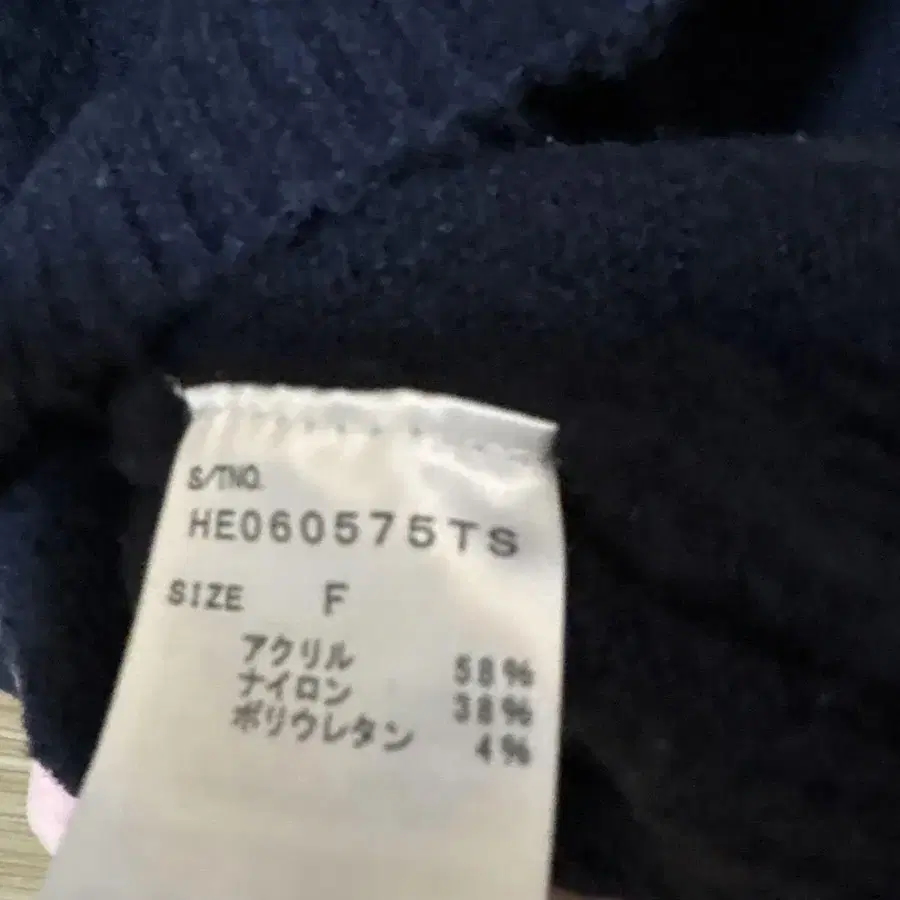 S/TNO.
HE060575TS
SIZE F
アクリル 58%
ナイロン 38%
ポリウレタン 4%